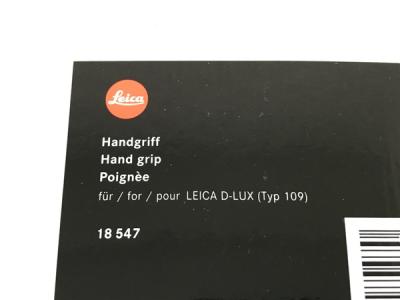 Leica
Handgriff
Hand grip
Poignèe
für / for / pour LEICA D-LUX (Typ 109)
18 547